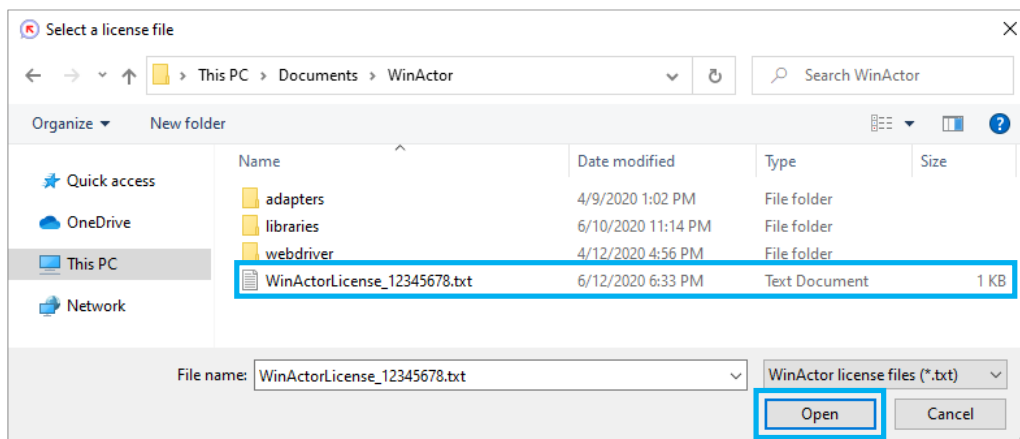 Select a license file
This PC > Documents > WinActor
Search WinActor
Organize
New folder
Name Date modified Type Size
Quick access
OneDrive
This PC
Network
adapters 4/9/2020 1:02 PM File folder
libraries 6/10/2020 11:14 PM File folder
webdriver 4/12/2020 4:56 PM File folder
WinActorLicense_12345678.txt 6/12/2020 6:33 PM Text Document 1 KB
File name: WinActorLicense_12345678.txt WinActor license files (*.txt)
Open Cancel